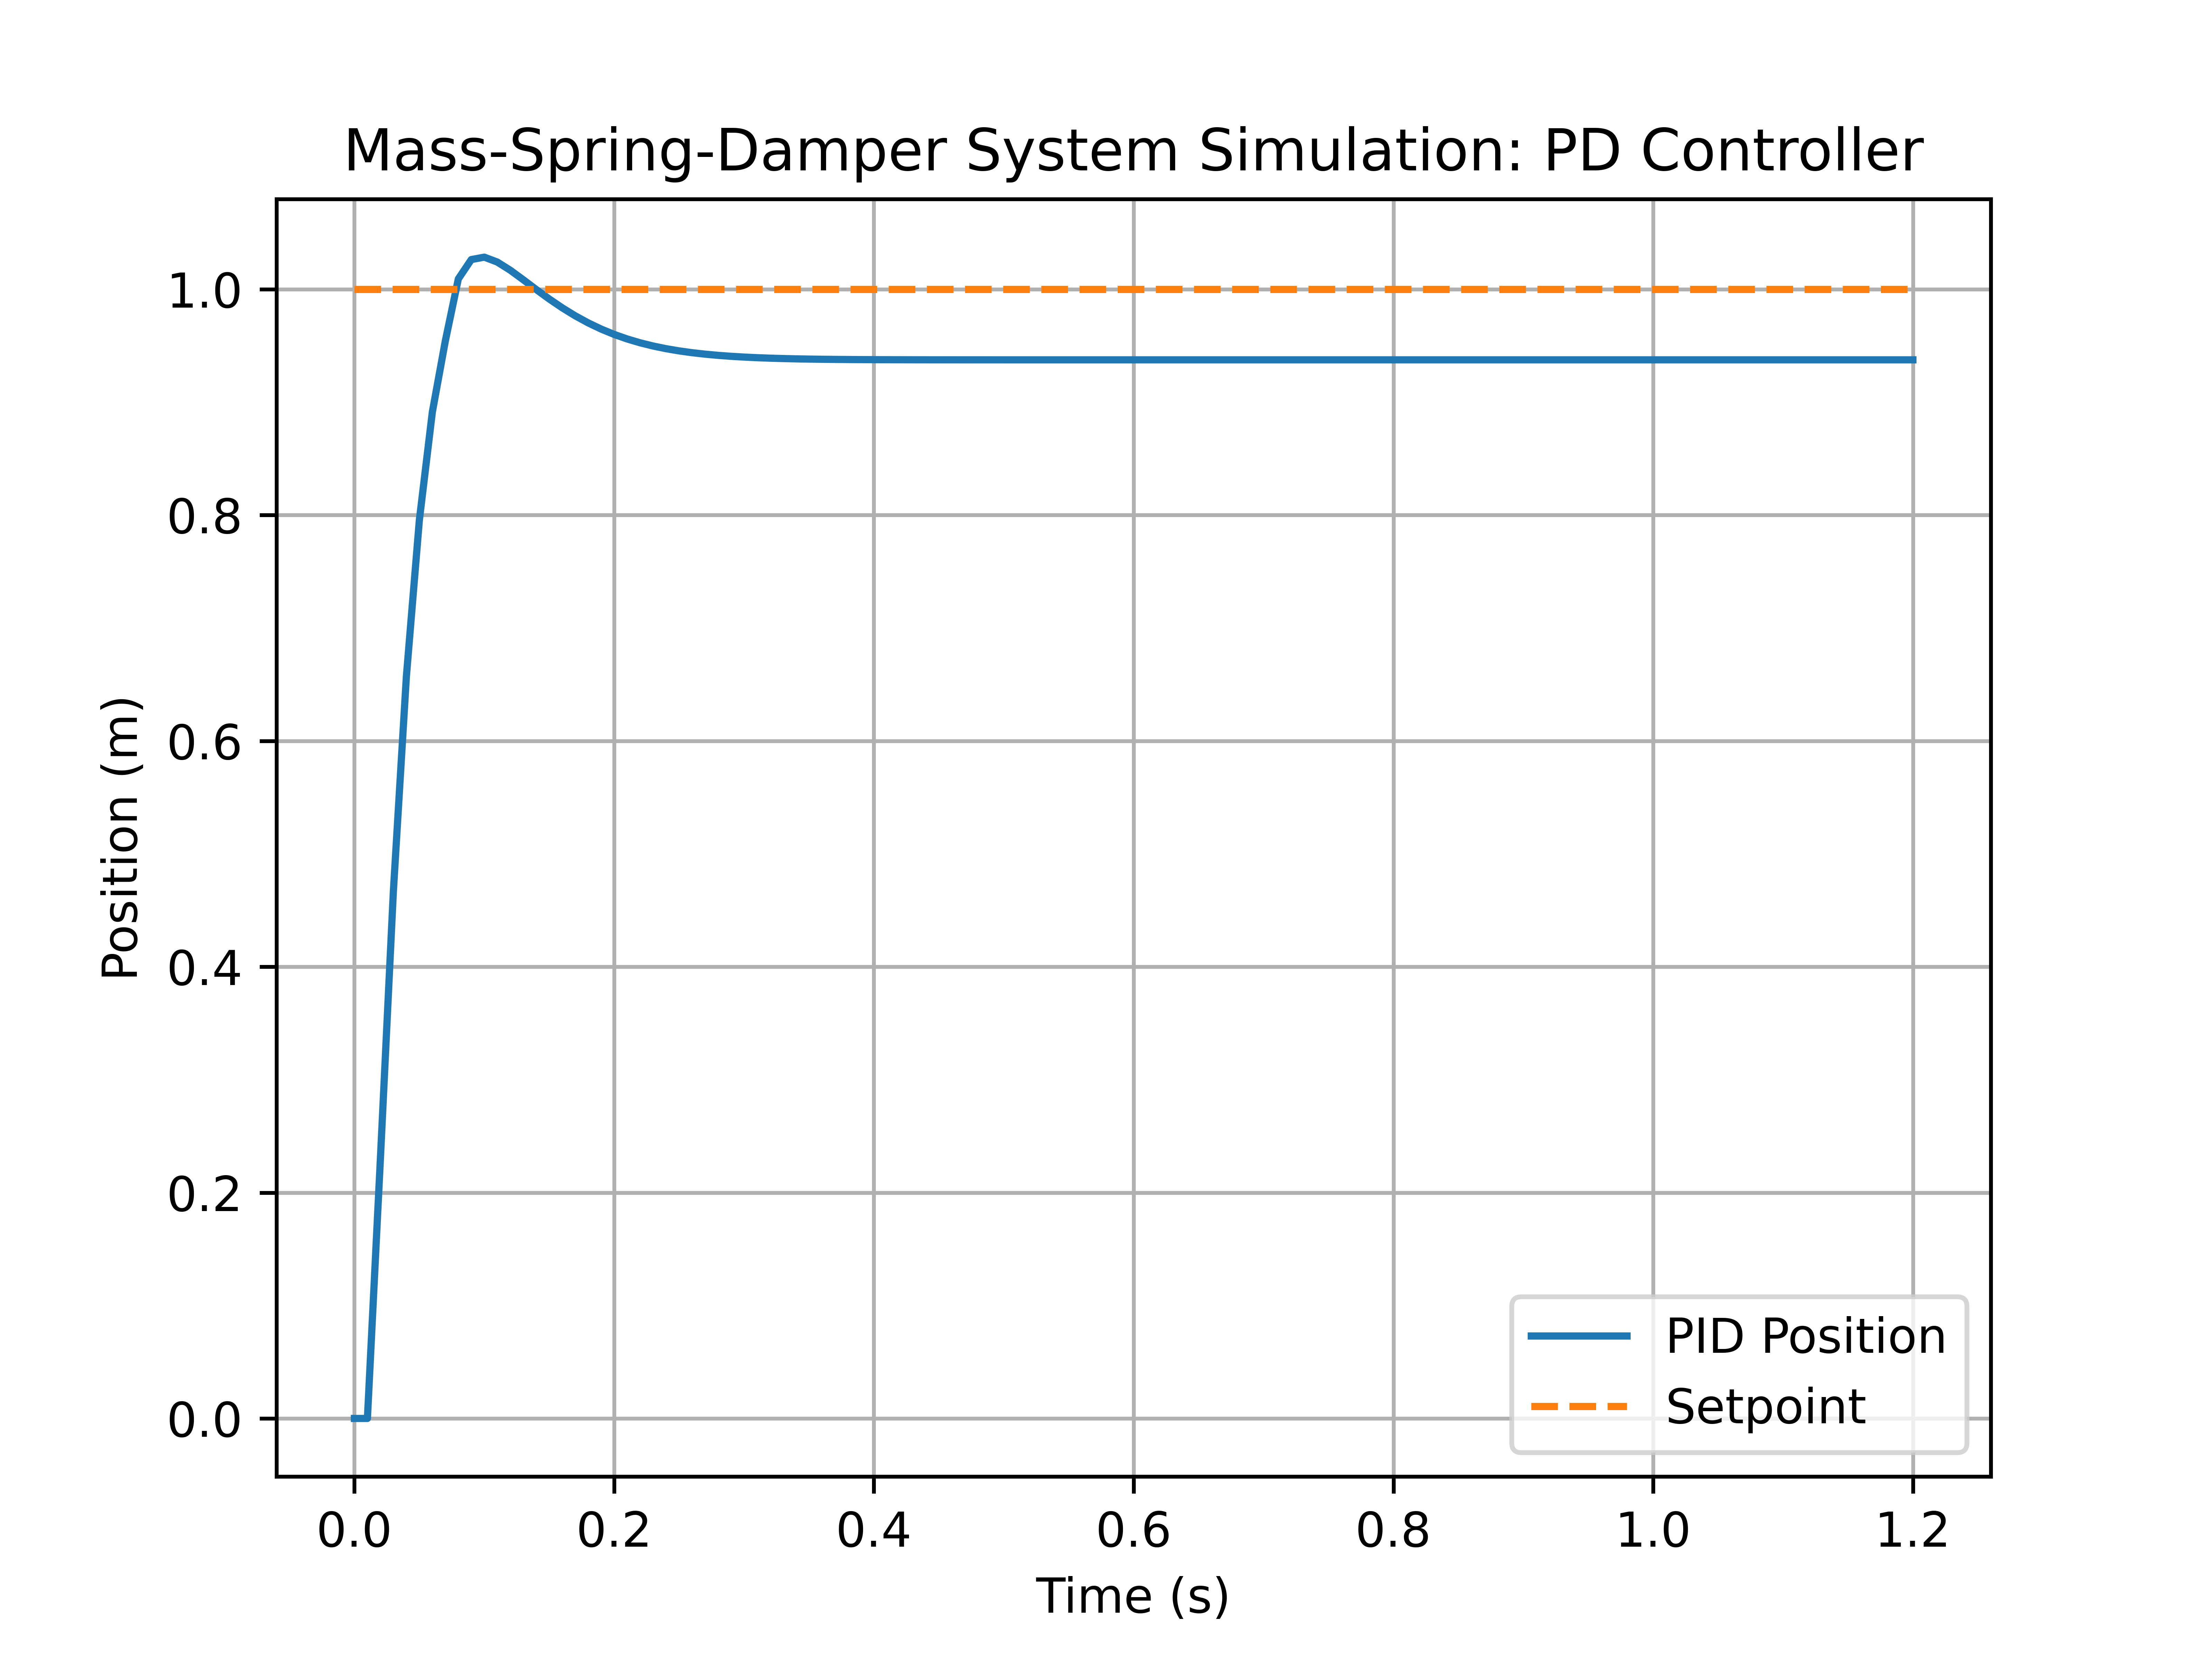 Mass-Spring-Damper System Simulation: PD Controller
1.0
0.8
0.6
0.4
0.2
0.0
Position (m)
PID Position
Setpoint
0.0 0.2 0.4 0.6 0.8 1.0 1.2
Time (s)